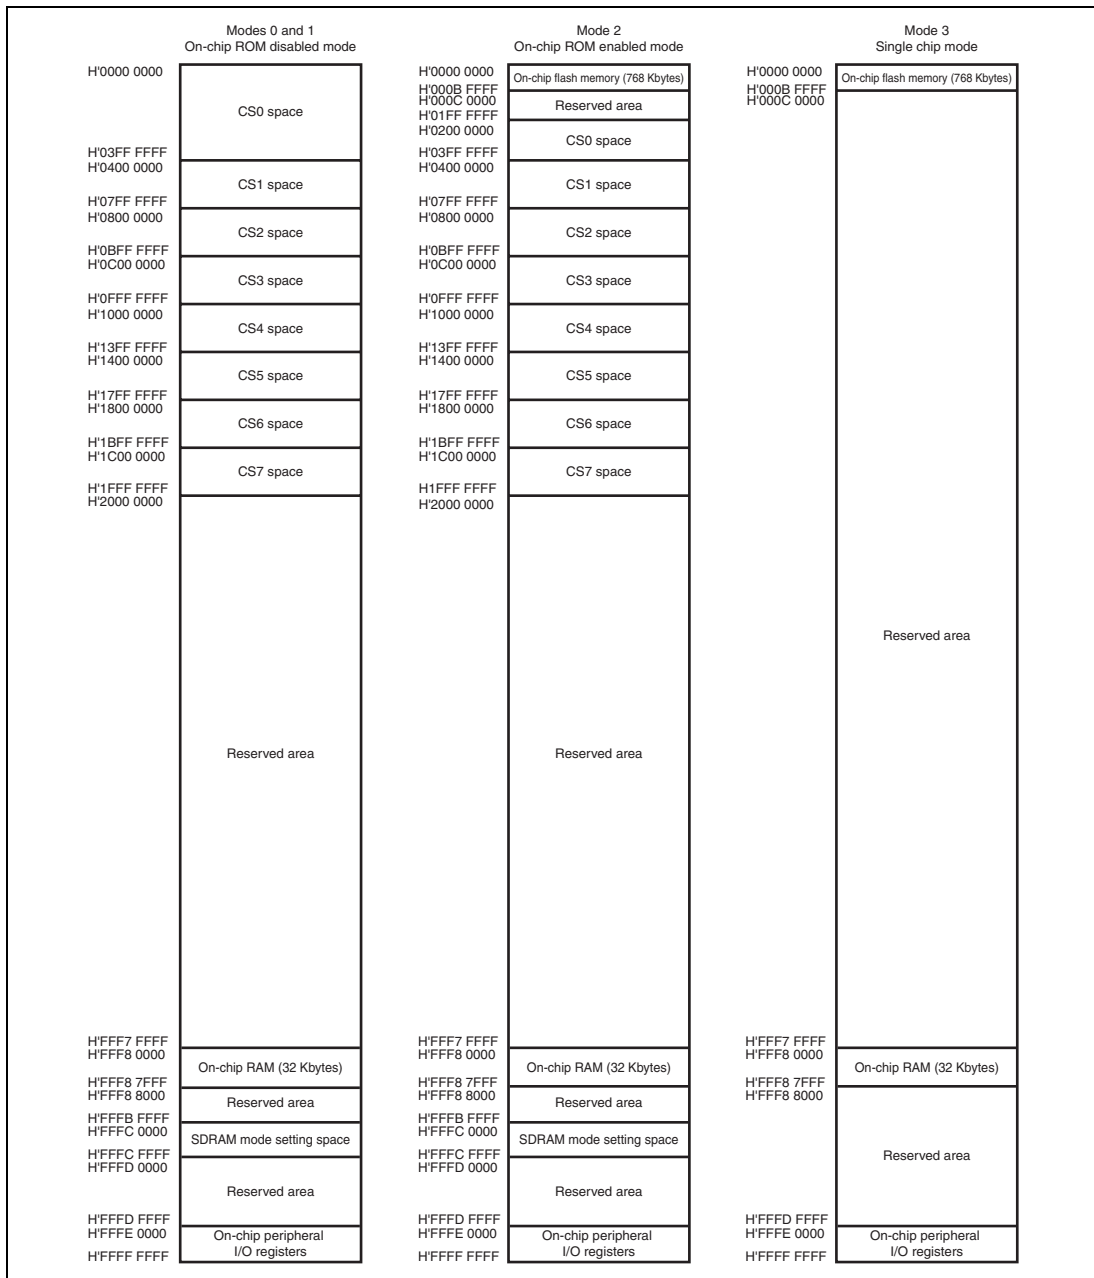 Modes 0 and 1
On-chip ROM disabled mode
H'0000 0000
CS0 space
H'03FF FFFF
H'0400 0000
CS1 space
H'07FF FFFF
H'0800 0000
CS2 space
H'0BFF FFFF
H'0C00 0000
CS3 space
H'0FFF FFFF
H'1000 0000
CS4 space
H'13FF FFFF
H'1400 0000
CS5 space
H'17FF FFFF
H'1800 0000
CS6 space
H'1BFF FFFF
H'1C00 0000
CS7 space
H'1FFF FFFF
H'2000 0000
Reserved area
H'FFF7 FFFF
H'FFF8 0000
On-chip RAM (32 Kbytes)
H'FFF8 7FFF
H'FFF8 8000
Reserved area
H'FFFB FFFF
H'FFFC 0000
SDRAM mode setting space
H'FFFC FFFF
H'FFFD 0000
Reserved area
H'FFFD FFFF
H'FFFE 0000
On-chip peripheral
I/O registers
H'FFFF FFFF
Mode 2
On-chip ROM enabled mode
H'0000 0000
On-chip flash memory (768 Kbytes)
H'000B FFFF
H'000C 0000
Reserved area
H'01FF FFFF
H'0200 0000
CS0 space
H'03FF FFFF
H'0400 0000
CS1 space
H'07FF FFFF
H'0800 0000
CS2 space
H'0BFF FFFF
H'0C00 0000
CS3 space
H'0FFF FFFF
H'1000 0000
CS4 space
H'13FF FFFF
H'1400 0000
CS5 space
H'17FF FFFF
H'1800 0000
CS6 space
H'1BFF FFFF
H'1C00 0000
CS7 space
H1FFF FFFF
H'2000 0000
Reserved area
H'FFF7 FFFF
H'FFF8 0000
On-chip RAM (32 Kbytes)
H'FFF8 7FFF
H'FFF8 8000
Reserved area
H'FFFB FFFF
H'FFFC 0000
SDRAM mode setting space
H'FFFC FFFF
H'FFFD 0000
Reserved area
H'FFFD FFFF
H'FFFE 0000
On-chip peripheral
I/O registers
H'FFFF FFFF
Mode 3
Single chip mode
H'0000 0000
On-chip flash memory (768 Kbytes)
H'000B FFFF
H'000C 0000
Reserved area
H'FFF7 FFFF
H'FFF8 0000
On-chip RAM (32 Kbytes)
H'FFF8 7FFF
H'FFF8 8000
Reserved area
H'FFFD FFFF
H'FFFE 0000
On-chip peripheral
I/O registers
H'FFFF FFFF